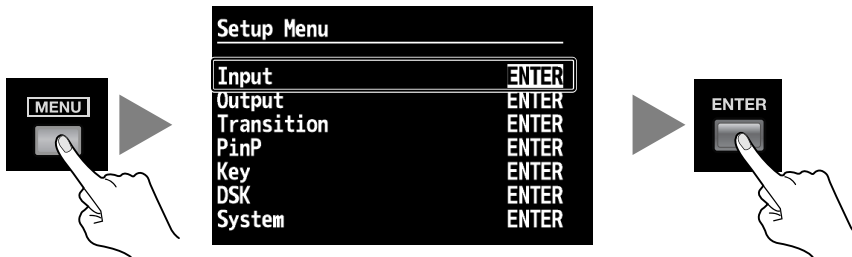 MENU
Setup Menu
Input ENTER
Output ENTER
Transition ENTER
PinP ENTER
Key ENTER
DSK ENTER
System ENTER
ENTER